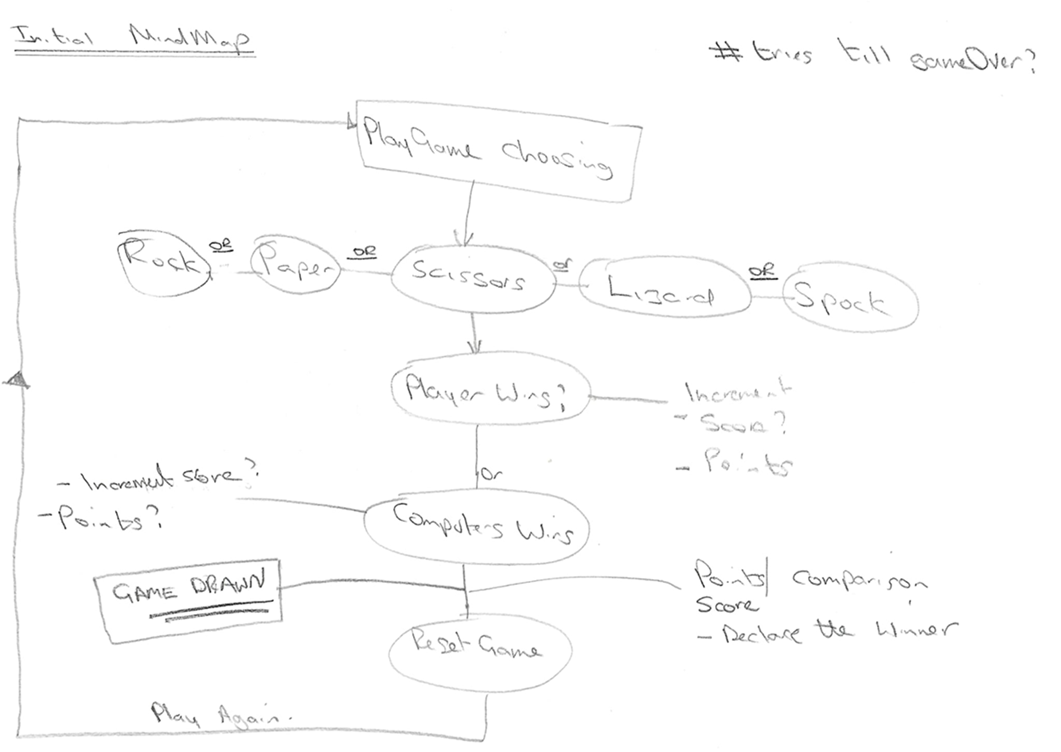 Initial MindMap
# tries till gameOver?
PlayGame choosing
Rock
OR
Paper
OR
Scissors
or
Lizard
OR
Spock
Player Wins?
Increment
- Score?
- Points
Or
- Increment score?
- Points?
Computers Wins
GAME DRAWN
Points/ Comparison
Score
- Declare the Winner
Reset Game
Play Again.